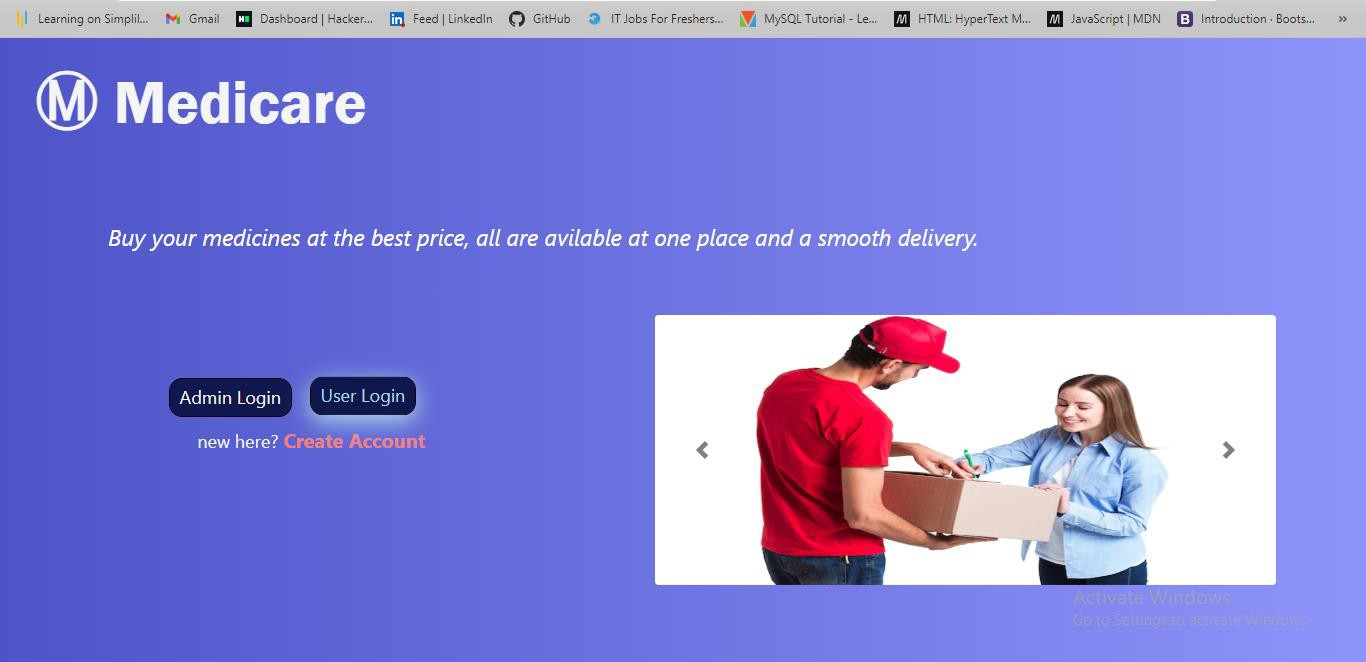 Learning on Simplil... Gmail Dashboard | Hacker... Feed | LinkedIn GitHub IT Jobs For Freshers... MySQL Tutorial - Le... HTML: HyperText M... JavaScript | MDN Introduction · Boots... »
M Medicare
Buy your medicines at the best price, all are avilable at one place and a smooth delivery.
Admin Login User Login
new here? Create Account
Activate Windows
Go to Settings to activate Windows.